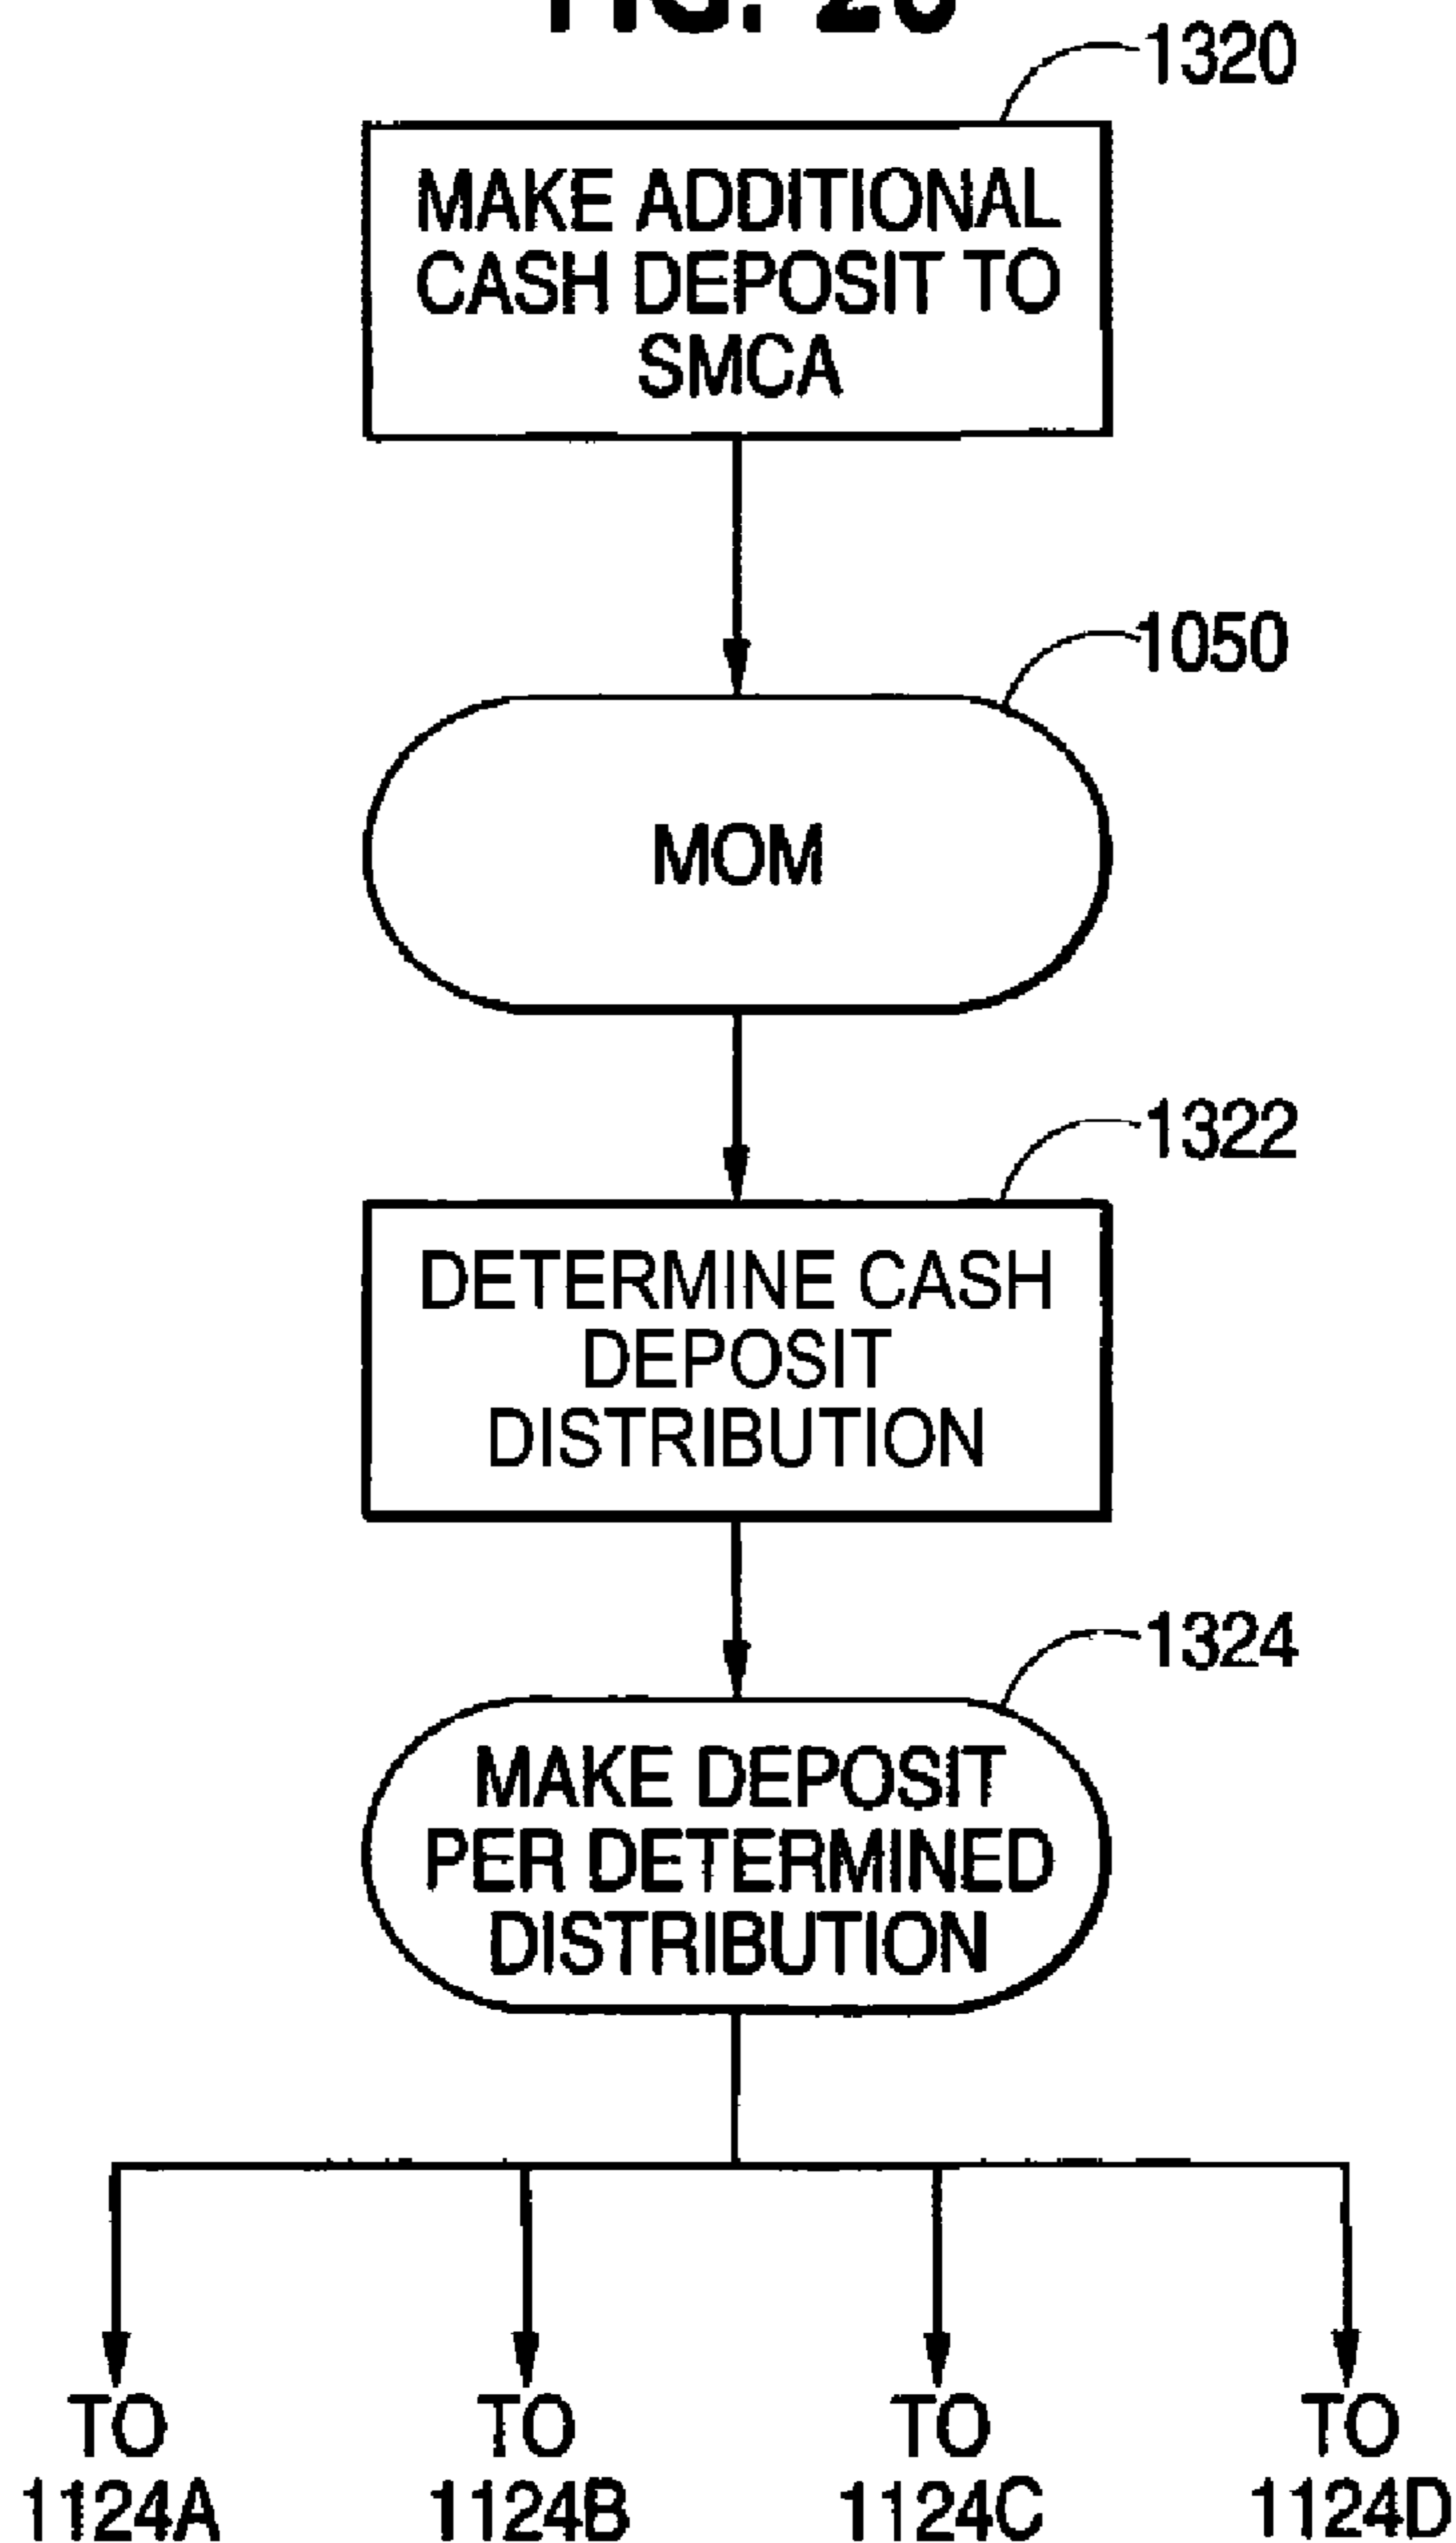 1320
MAKE ADDITIONAL
CASH DEPOSIT TO
SMCA
1050
MOM
1322
DETERMINE CASH
DEPOSIT
DISTRIBUTION
1324
MAKE DEPOSIT
PER DETERMINED
DISTRIBUTION
TO
1124A
TO
1124B
TO
1124C
TO
1124D